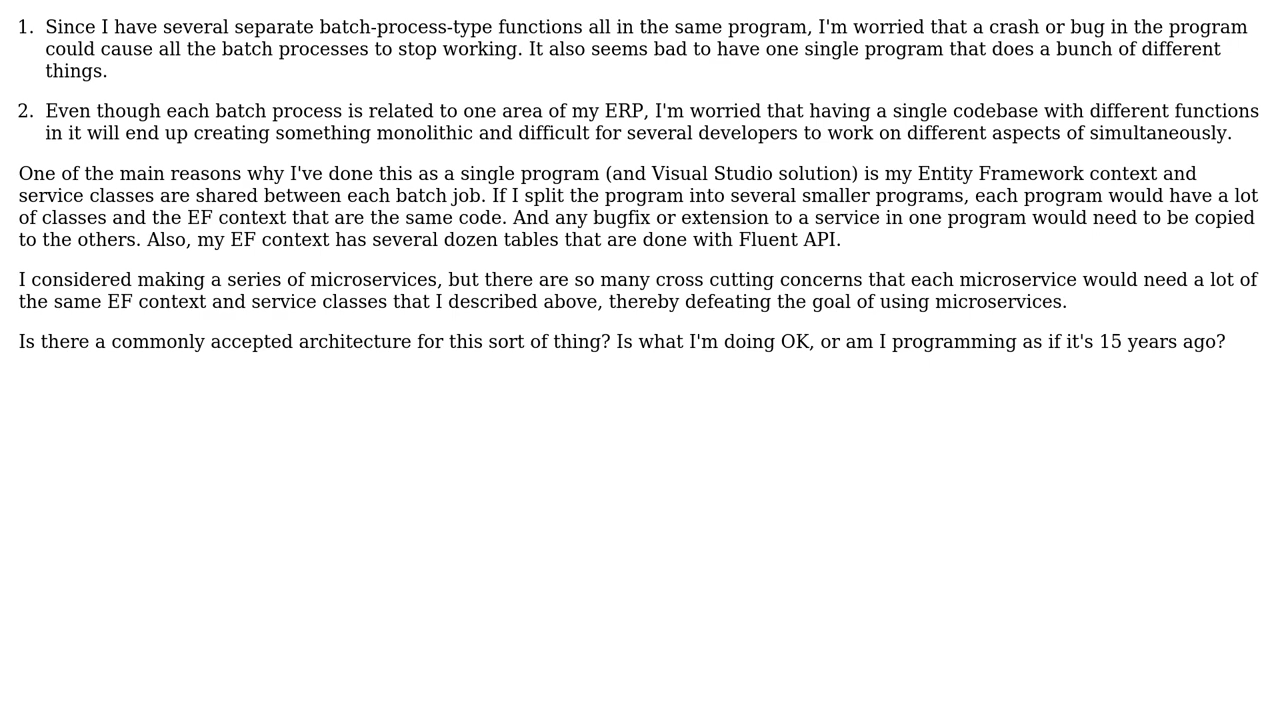 1. Since I have several separate batch-process-type functions all in the same program, I'm worried that a crash or bug in the program
could cause all the batch processes to stop working. It also seems bad to have one single program that does a bunch of different
things.
2. Even though each batch process is related to one area of my ERP, I'm worried that having a single codebase with different functions
in it will end up creating something monolithic and difficult for several developers to work on different aspects of simultaneously.
One of the main reasons why I've done this as a single program (and Visual Studio solution) is my Entity Framework context and
service classes are shared between each batch job. If I split the program into several smaller programs, each program would have a lot
of classes and the EF context that are the same code. And any bugfix or extension to a service in one program would need to be copied
to the others. Also, my EF context has several dozen tables that are done with Fluent API.
I considered making a series of microservices, but there are so many cross cutting concerns that each microservice would need a lot of
the same EF context and service classes that I described above, thereby defeating the goal of using microservices.
Is there a commonly accepted architecture for this sort of thing? Is what I'm doing OK, or am I programming as if it's 15 years ago?